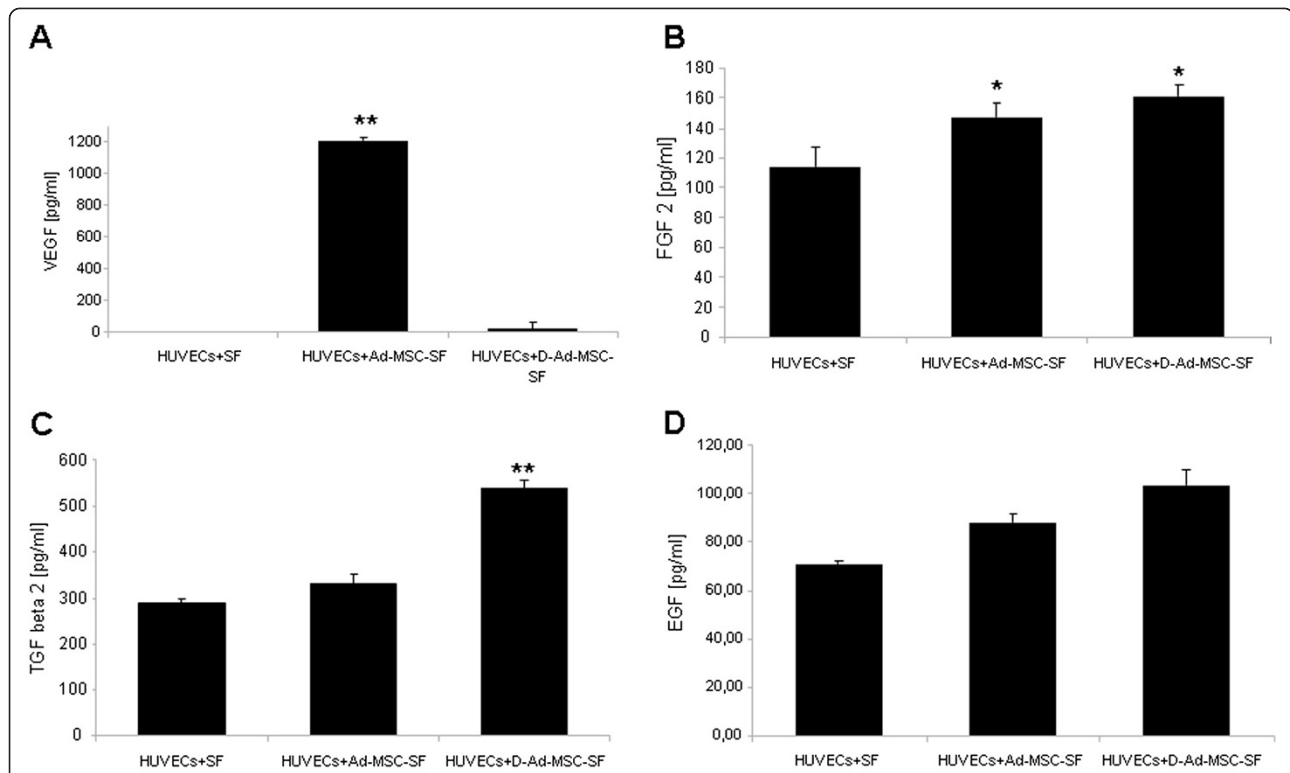 A
VEGF [pg/ml]
1200
1000
800
600
400
200
0
**
HUVECs+SF
HUVECs+Ad-MSC-SF
HUVECs+D-Ad-MSC-
SF
B
FGF 2 [pg/ml]
180
160
140
120
100
80
60
40
20
0
*
*
HUVECs+SF
HUVECs+Ad-MSC-SF
HUVECs+D-Ad-MSC-SF
C
TGF beta 2 [pg/ml]
600
500
400
300
200
100
0
**
HUVECs+SF
HUVECs+Ad-MSC-SF
HUVECs+D-Ad-MSC-SF
D
EGF [pg/ml]
120,00
100,00
80,00
60,00
40,00
20,00
0,00
HUVECs+SF
HUVECs+Ad-MSC-SF
HUVECs+D-Ad-MSC-SF